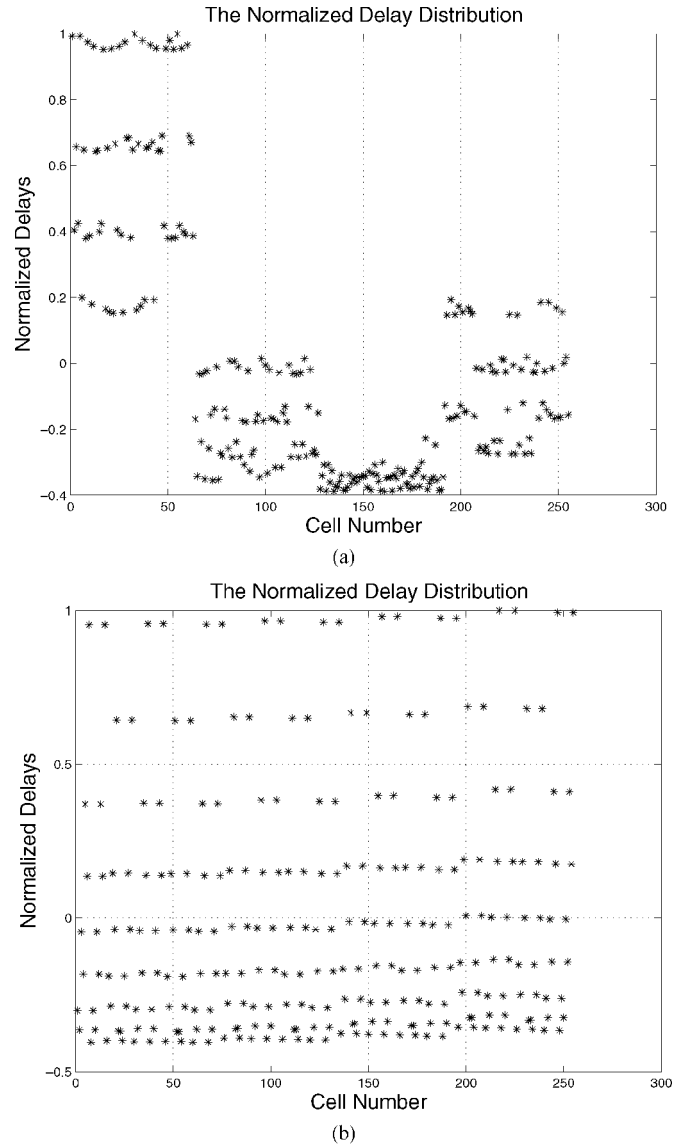 The Normalized Delay Distribution
1
0.8
0.6
0.4
0.2
0
−0.2
−0.4
Normalized Delays
0 50 100 150 200 250 300
Cell Number
(a)
The Normalized Delay Distribution
1
0.5
0
−0.5
Normalized Delays
0 50 100 150 200 250 300
Cell Number
(b)